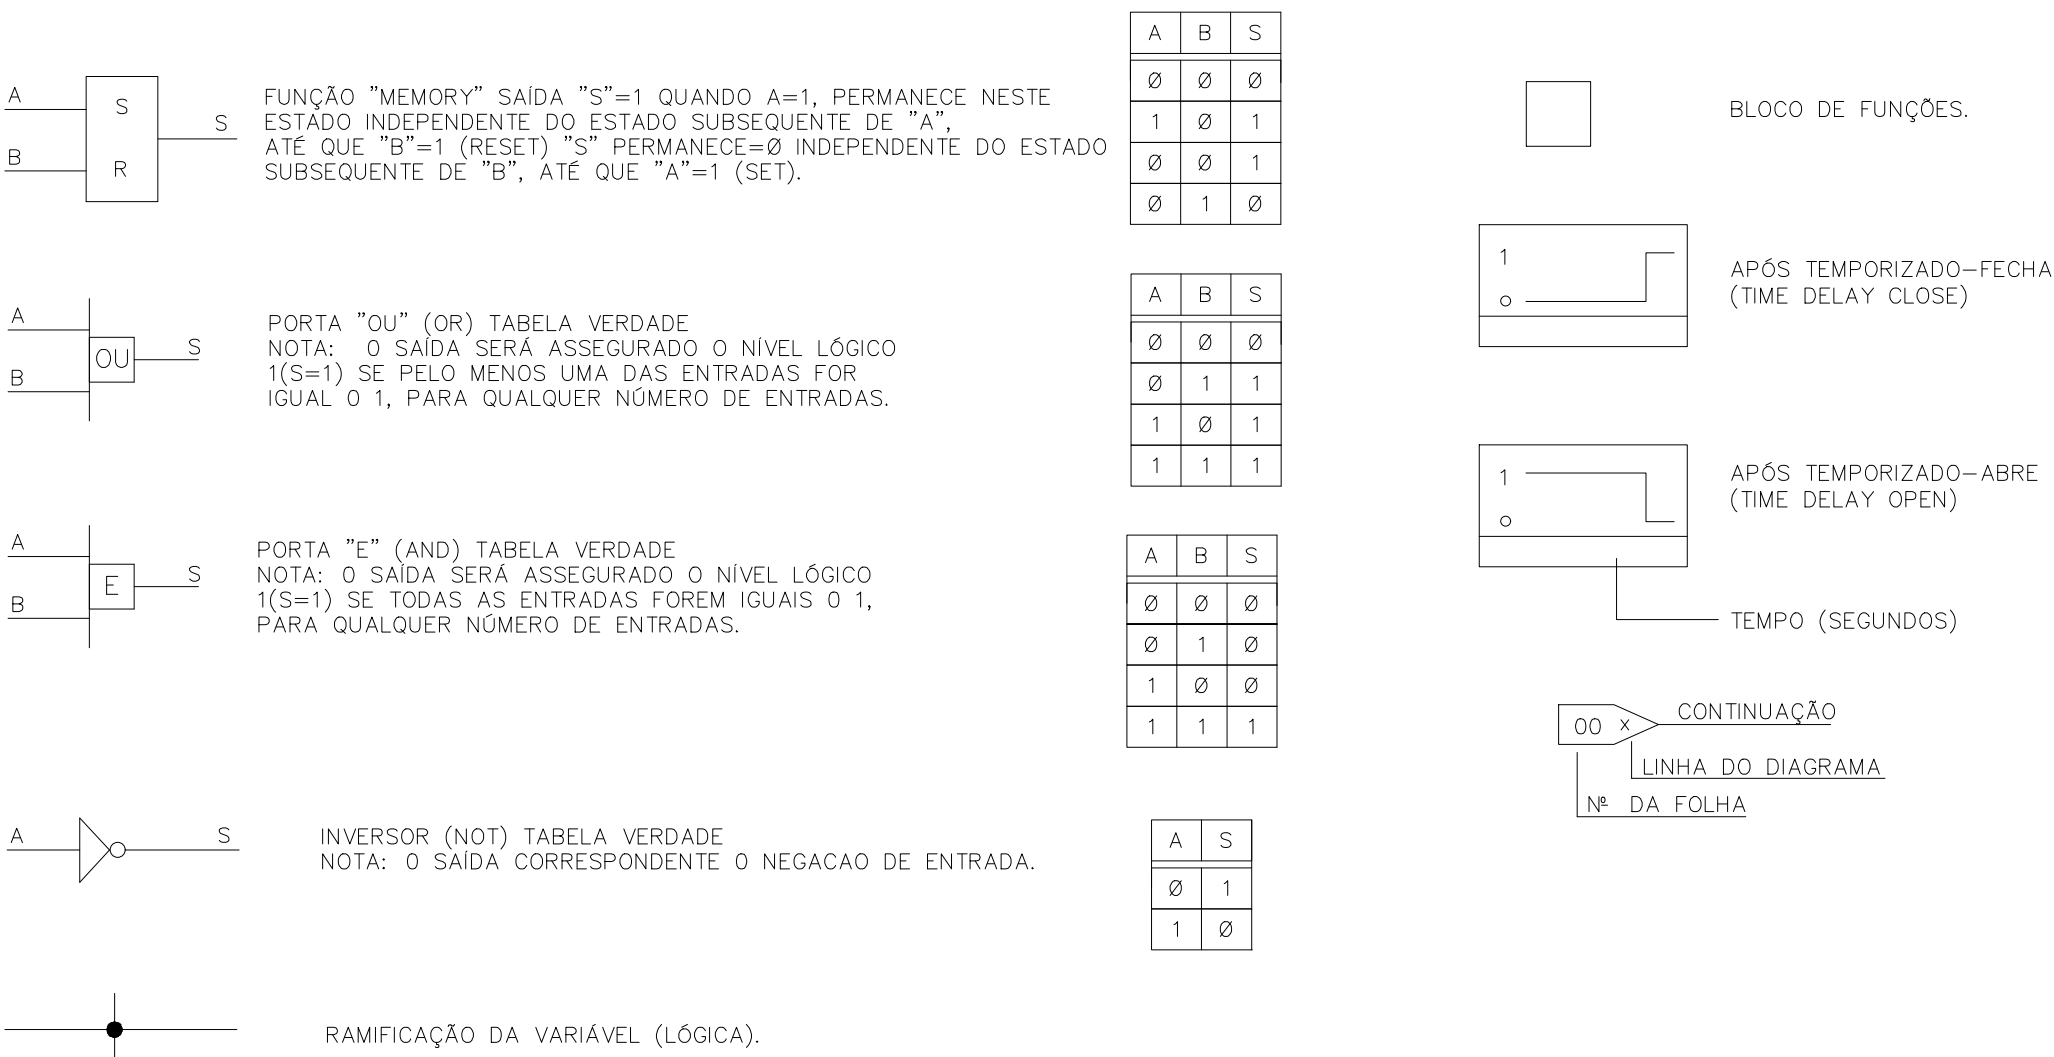 A
B
S
R
S
FUNÇÃO "MEMORY" SAÍDA "S"=1 QUANDO A=1, PERMANECE NESTE
ESTADO INDEPENDENTE DO ESTADO SUBSEQUENTE DE "A",
ATÉ QUE "B"=1 (RESET) "S" PERMANECE=Ø INDEPENDENTE DO ESTADO
SUBSEQUENTE DE "B", ATÉ QUE "A"=1 (SET).
A B S
Ø Ø Ø
1 Ø 1
Ø Ø 1
Ø 1 Ø
A
B
OU
S
PORTA "OU" (OR) TABELA VERDADE
NOTA: O SAÍDA SERÁ ASSEGURADO O NÍVEL LÓGICO
1(S=1) SE PELO MENOS UMA DAS ENTRADAS FOR
IGUAL O 1, PARA QUALQUER NÚMERO DE ENTRADAS.
A B S
Ø Ø Ø
Ø 1 1
1 Ø 1
1 1 1
A
B
E
S
PORTA "E" (AND) TABELA VERDADE
NOTA: O SAÍDA SERÁ ASSEGURADO O NÍVEL LÓGICO
1(S=1) SE TODAS AS ENTRADAS FOREM IGUAIS O 1,
PARA QUALQUER NÚMERO DE ENTRADAS.
A B S
Ø Ø Ø
Ø 1 Ø
1 Ø Ø
1 1 1
A
S
INVERSOR (NOT) TABELA VERDADE
NOTA: O SAÍDA CORRESPONDENTE O NEGACAO DE ENTRADA.
A S
Ø 1
1 Ø
RAMIFICAÇÃO DA VARIÁVEL (LÓGICA).
BLOCO DE FUNÇÕES.
1
O
APÓS TEMPORIZADO-FECHA
(TIME DELAY CLOSE)
1
O
APÓS TEMPORIZADO-ABRE
(TIME DELAY OPEN)
TEMPO (SEGUNDOS)
00 X
CONTINUAÇÃO
LINHA DO DIAGRAMA
Nº DA FOLHA